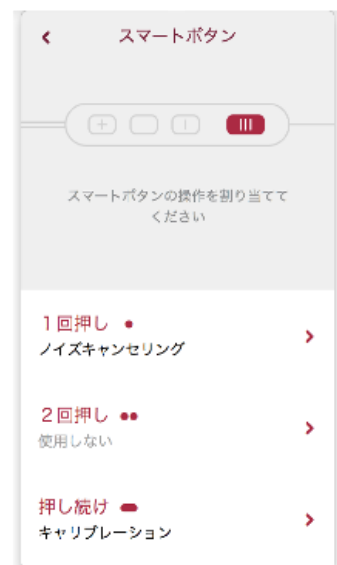 スマートボタン
スマートボタンの操作を割り当てて
ください
1回押し
ノイズキャンセリング
2回押し
使用しない
押し続け
キャリブレーション